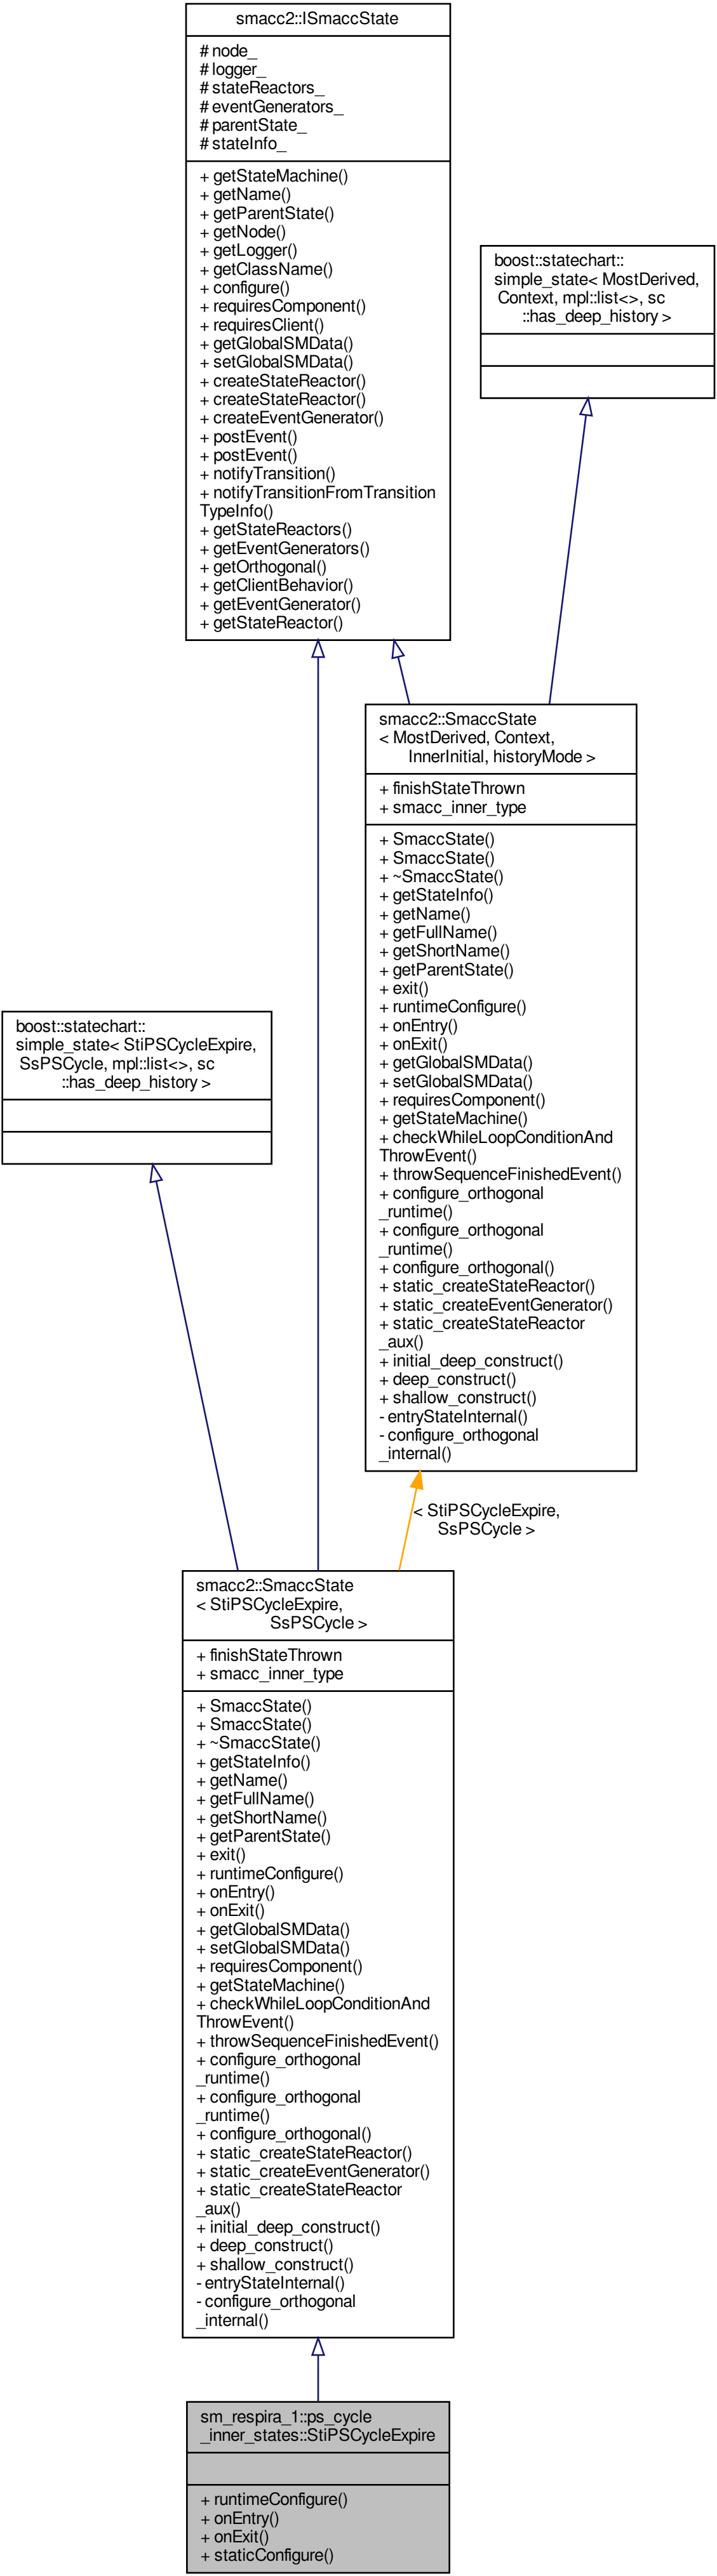 smacc2::ISmaccState
# node_
# logger_
# stateReactors_
# eventGenerators_
# parentState_
# stateInfo_
+ getStateMachine()
+ getName()
+ getParentState()
+ getNode()
+ getLogger()
+ getClassName()
+ configure()
+ requiresComponent()
+ requiresClient()
+ getGlobalSMData()
+ setGlobalSMData()
+ createStateReactor()
+ createStateReactor()
+ createEventGenerator()
+ postEvent()
+ postEvent()
+ notifyTransition()
+ notifyTransitionFromTransition
TypeInfo()
+ getStateReactors()
+ getEventGenerators()
+ getOrthogonal()
+ getClientBehavior()
+ getEventGenerator()
+ getStateReactor()
boost::statechart::
simple_state< MostDerived,
Context, mpl::list<>, sc
::has_deep_history >
smacc2::SmaccState
< MostDerived, Context,
InnerInitial, historyMode >
+ finishStateThrown
+ smacc_inner_type
+ SmaccState()
+ SmaccState()
+ ~SmaccState()
+ getStateInfo()
+ getName()
+ getFullName()
+ getShortName()
+ getParentState()
+ exit()
+ runtimeConfigure()
+ onEntry()
+ onExit()
+ getGlobalSMData()
+ setGlobalSMData()
+ requiresComponent()
+ getStateMachine()
+ checkWhileLoopConditionAnd
ThrowEvent()
+ throwSequenceFinishedEvent()
+ configure_orthogonal
_runtime()
+ configure_orthogonal
_runtime()
+ configure_orthogonal()
+ static_createStateReactor()
+ static_createEventGenerator()
+ static_createStateReactor
_aux()
+ initial_deep_construct()
+ deep_construct()
+ shallow_construct()
- entryStateInternal()
- configure_orthogonal
_internal()
boost::statechart::
simple_state< StiPSCycleExpire,
SsPSCycle, mpl::list<>, sc
::has_deep_history >
< StiPSCycleExpire,
SsPSCycle >
smacc2::SmaccState
< StiPSCycleExpire,
SsPSCycle >
+ finishStateThrown
+ smacc_inner_type
+ SmaccState()
+ SmaccState()
+ ~SmaccState()
+ getStateInfo()
+ getName()
+ getFullName()
+ getShortName()
+ getParentState()
+ exit()
+ runtimeConfigure()
+ onEntry()
+ onExit()
+ getGlobalSMData()
+ setGlobalSMData()
+ requiresComponent()
+ getStateMachine()
+ checkWhileLoopConditionAnd
ThrowEvent()
+ throwSequenceFinishedEvent()
+ configure_orthogonal
_runtime()
+ configure_orthogonal
_runtime()
+ configure_orthogonal()
+ static_createStateReactor()
+ static_createEventGenerator()
+ static_createStateReactor
_aux()
+ initial_deep_construct()
+ deep_construct()
+ shallow_construct()
- entryStateInternal()
- configure_orthogonal
_internal()
sm_respira_1::ps_cycle
_inner_states::StiPSCycleExpire
+ runtimeConfigure()
+ onEntry()
+ onExit()
+ staticConfigure()